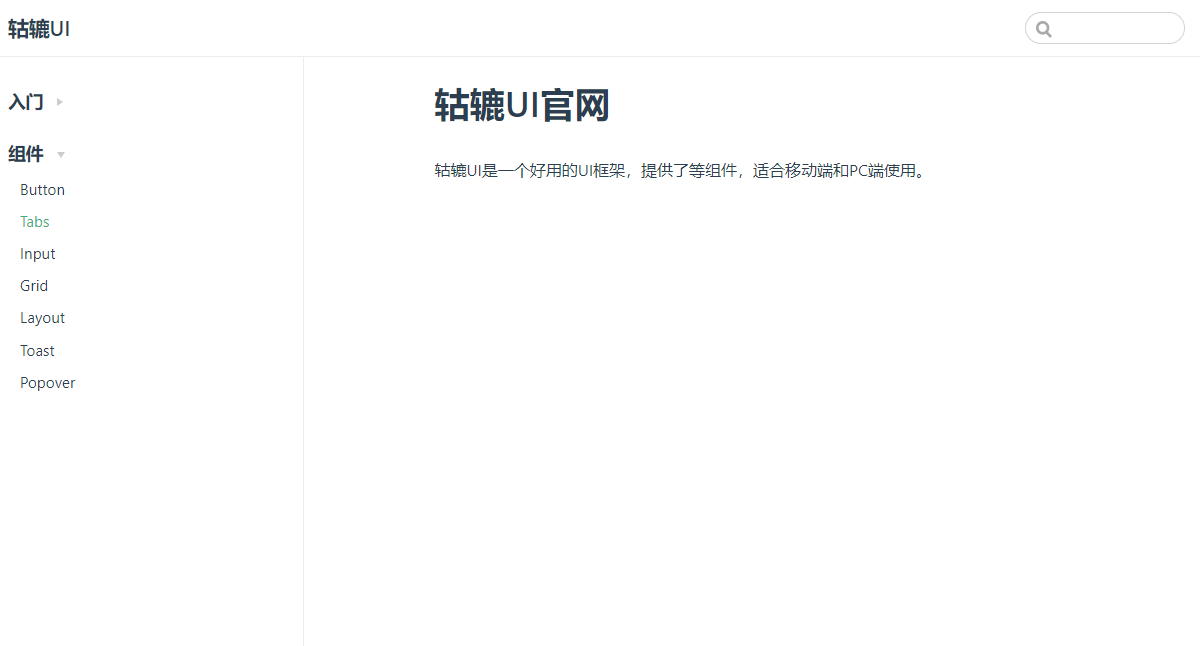 轱辘UI
入门
组件
Button
Tabs
Input
Grid
Layout
Toast
Popover
轱辘UI官网
轱辘UI是一个好用的UI框架，提供了等组件，适合移动端和PC端使用。